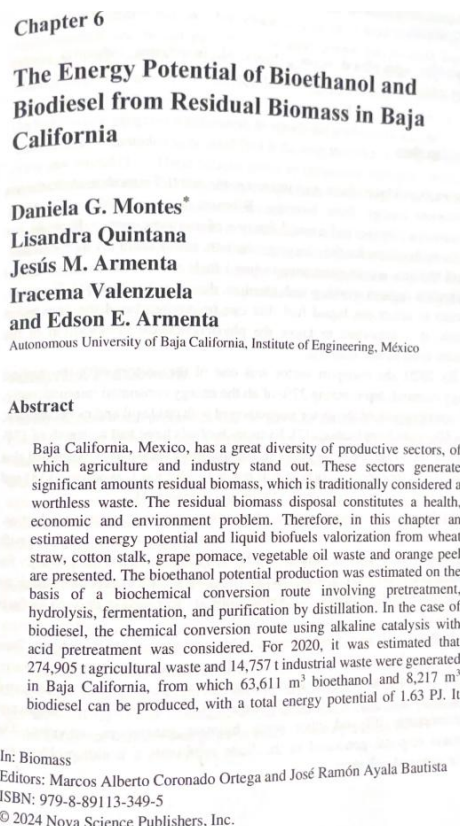 Chapter 6
The Energy Potential of Bioethanol and
Biodiesel from Residual Biomass in Baja
California
Daniela G. Montes*
Lisandra Quintana
Jesús M. Armenta
Iracema Valenzuela
and Edson E. Armenta
Autonomous University of Baja California, Institute of Engineering, México
Abstract
Baja California, Mexico, has a great diversity of productive sectors, of
which agriculture and industry stand out. These sectors generate
significant amounts residual biomass, which is traditionally considered a
worthless waste. The residual biomass disposal constitutes a health,
economic and environment problem. Therefore, in this chapter an
estimated energy potential and liquid biofuels valorization from wheat
straw, cotton stalk, grape pomace, vegetable oil waste and orange peel
are presented. The bioethanol potential production was estimated on the
basis of a biochemical conversion route involving pretreatment,
hydrolysis, fermentation, and purification by distillation. In the case of
biodiesel, the chemical conversion route using alkaline catalysis with
acid pretreatment was considered. For 2020, it was estimated that
274,905 t agricultural waste and 14,757 t industrial waste were generated
in Baja California, from which 63,611 m³ bioethanol and 8,217 m³
biodiesel can be produced, with a total energy potential of 1.63 PJ. It
In: Biomass
Editors: Marcos Alberto Coronado Ortega and José Ramón Ayala Bautista
ISBN: 979-8-89113-349-5
© 2024 Nova Science Publishers, Inc.